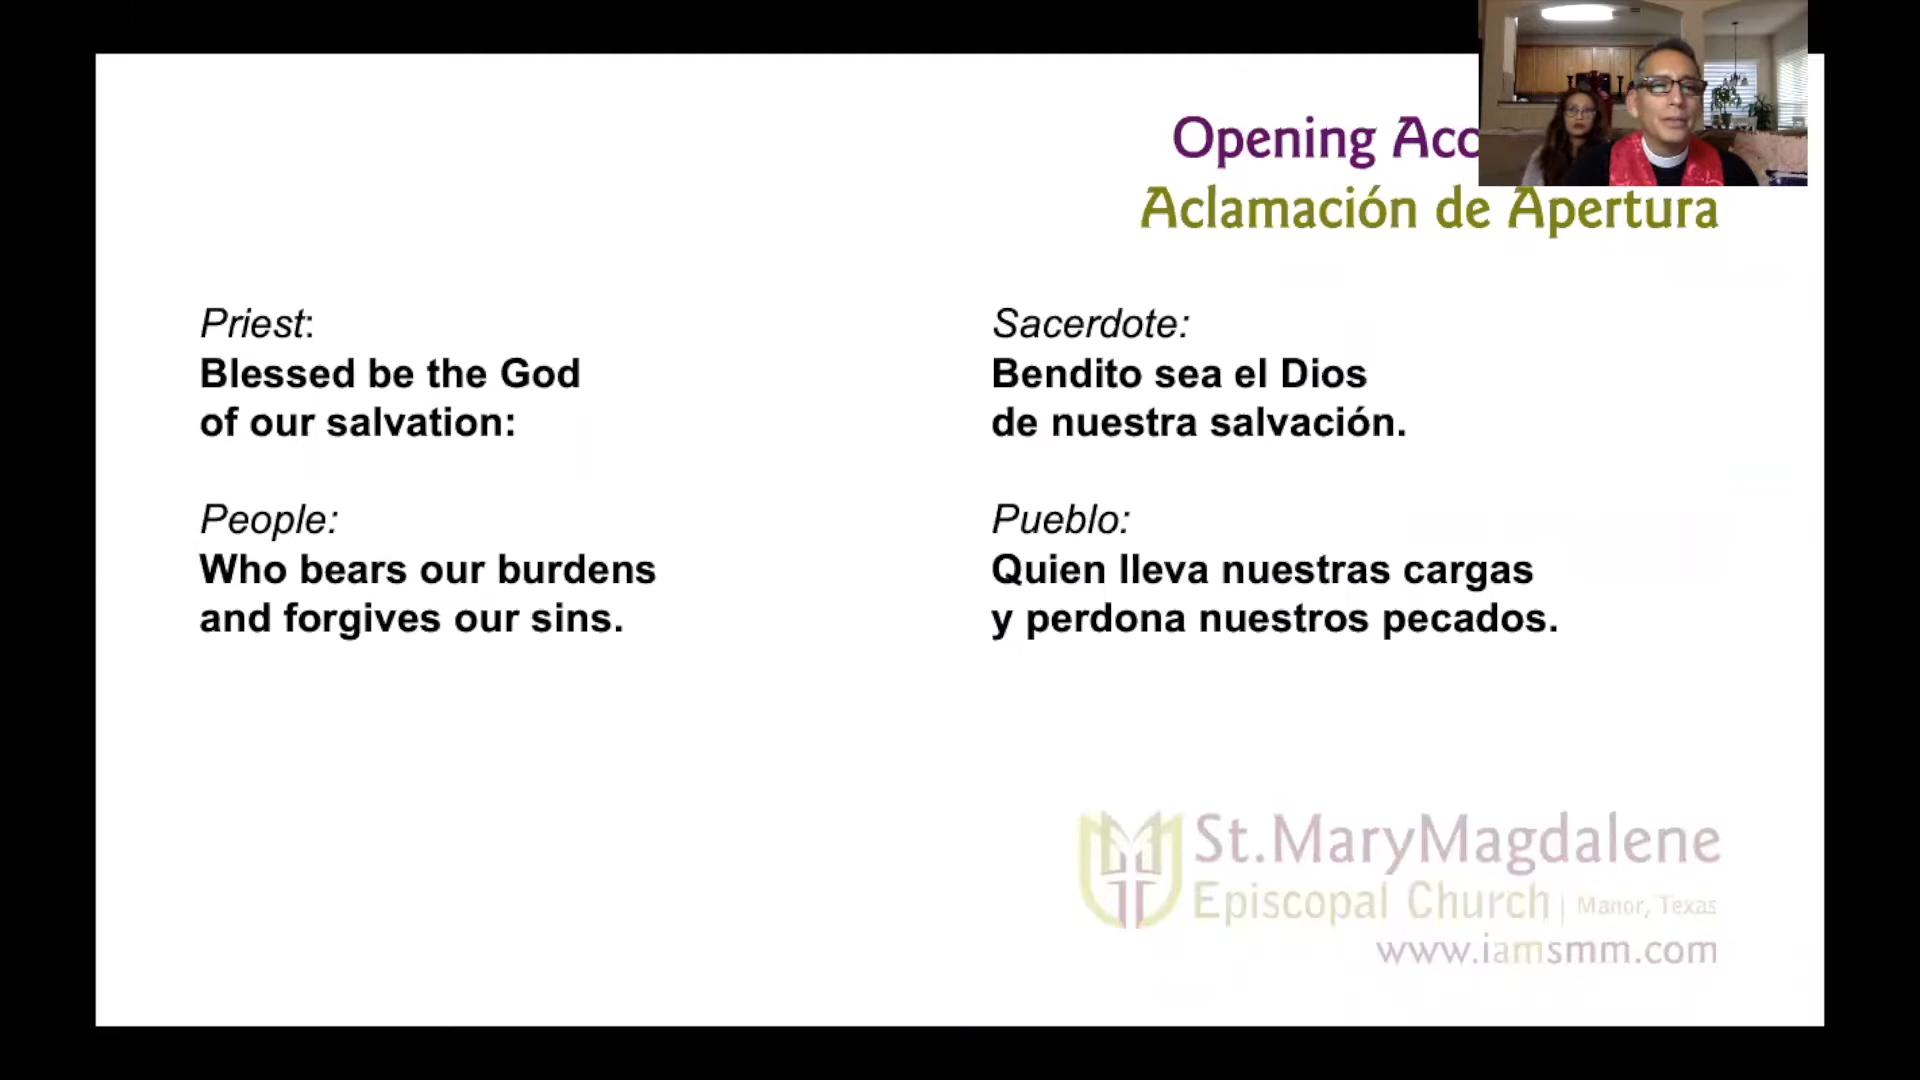 Opening
Aclamación de Apertura
Priest:
Blessed be the God
of our salvation:
People:
Who bears our burdens
and forgives our sins.
Sacerdote:
Bendito sea el Dios
de nuestra salvación.
Pueblo:
Quien lleva nuestras cargas
y perdona nuestros pecados.
St.MaryMagdalene
Episcopal Church | Manor, Texas
www.iamsmm.com